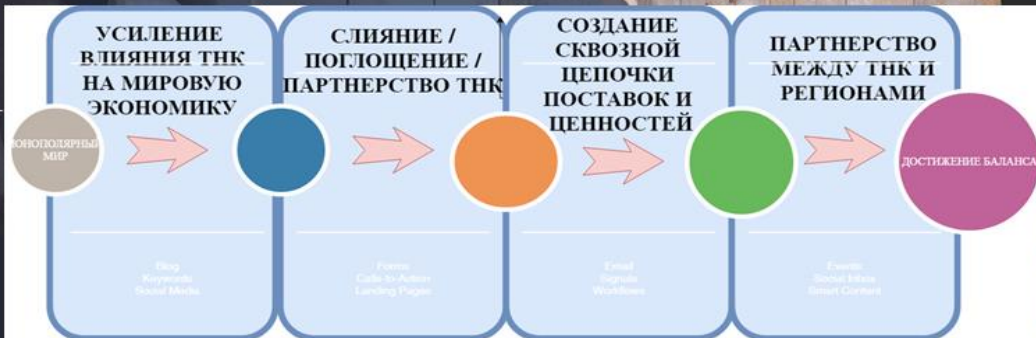 УСИЛЕНИЕ
ВЛИЯНИЯ ТНК
НА МИРОВУЮ
ЭКОНОМИКУ
СЛИЯНИЕ /
ПОГЛОЩЕНИЕ /
ПАРТНЕРСТВО ТНК
СОЗДАНИЕ
СКВОЗНОЙ
ЦЕПОЧКИ
ПОСТАВОК И
ЦЕННОСТЕЙ
ПАРТНЕРСТВО
МЕЖДУ ТНК И
РЕГИОНАМИ
МОНОПОЛЯРНЫЙ
МИР
ДОСТИЖЕНИЕ БАЛАНСА
Blog
Keywords
Social Media
Forms
Calls-to-Action
Landing Pages
Email
Signals
Workflows
Events
Social Inbox
Smart Content